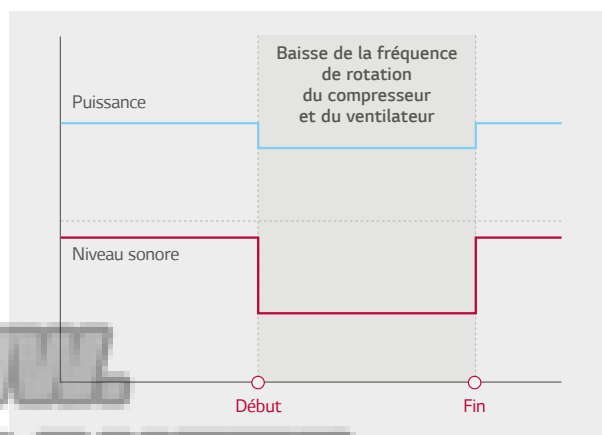 Baisse de la fréquence
de rotation
du compresseur
et du ventilateur
Puissance
Niveau sonore
Début
Fin